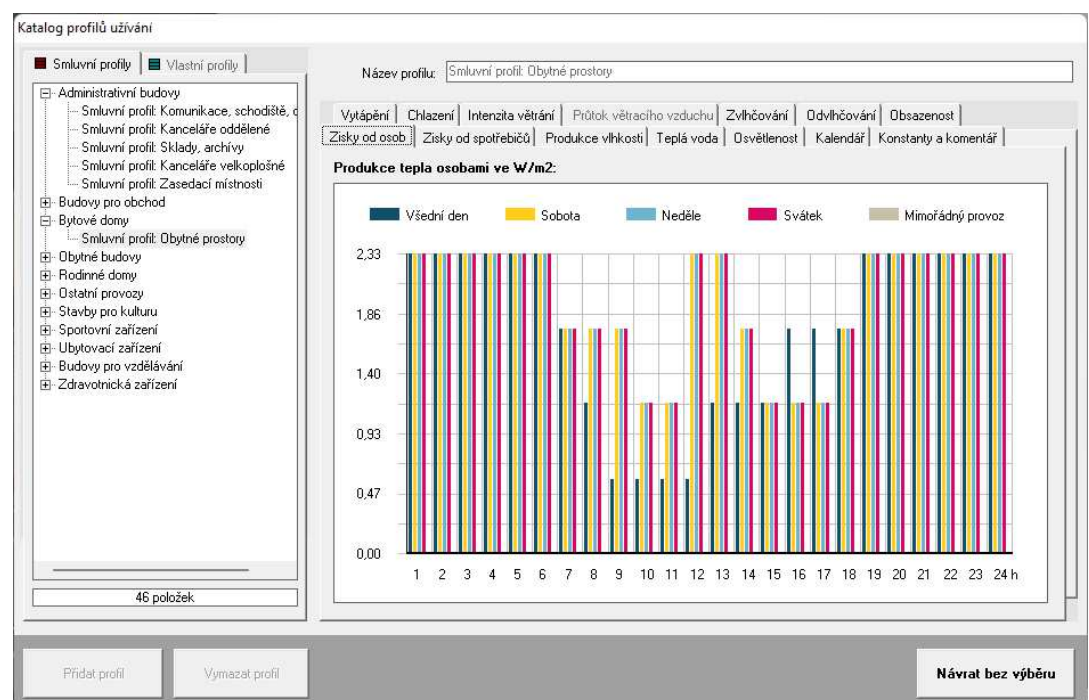 Katalog profilů užívání
Smluvní profily
Vlastní profily
Administrativní budovy
Smluvní profil: Komunikace, schodiště, c
Smluvní profil: Kanceláře oddělené
Smluvní profil: Sklady, archívy
Smluvní profil: Kanceláře velkoplošné
Smluvní profil: Zasedací místnosti
Budovy pro obchod
Bytové domy
Smluvní profil: Obytné prostory
Obytné budovy
Rodinné domy
Ostatní provozy
Stavby pro kulturu
Sportovní zařízení
Ubytovací zařízení
Budovy pro vzdělávání
Zdravotnická zařízení
46 položek
Název profilu: Smluvní profil: Obytné prostory
Vytápění Chlazení Intenzita větrání Průtok větracího vzduchu Zvlhčování Odvlhčování Obsazenost
Zisky od osob Zisky od spotřebičů Produkce vlhkosti Teplá voda Osvětlenost Kalendář Konstanty a komentář
Produkce tepla osobami ve W/m2:
Všední den Sobota Neděle Svátek Mimořádný provoz
2,33
1,86
1,40
0,93
0,47
0,00
1 2 3 4 5 6 7 8 9 10 11 12 13 14 15 16 17 18 19 20 21 22 23 24 h
Přidat profil
Vymazat profil
Návrat bez výběru